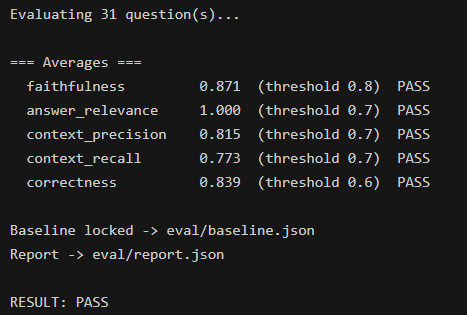 Evaluating 31 question(s)...
=== Averages ===
faithfulness 0.871 (threshold 0.8) PASS
answer_relevance 1.000 (threshold 0.7) PASS
context_precision 0.815 (threshold 0.7) PASS
context_recall 0.773 (threshold 0.7) PASS
correctness 0.839 (threshold 0.6) PASS
Baseline locked -> eval/baseline.json
Report -> eval/report.json
RESULT: PASS